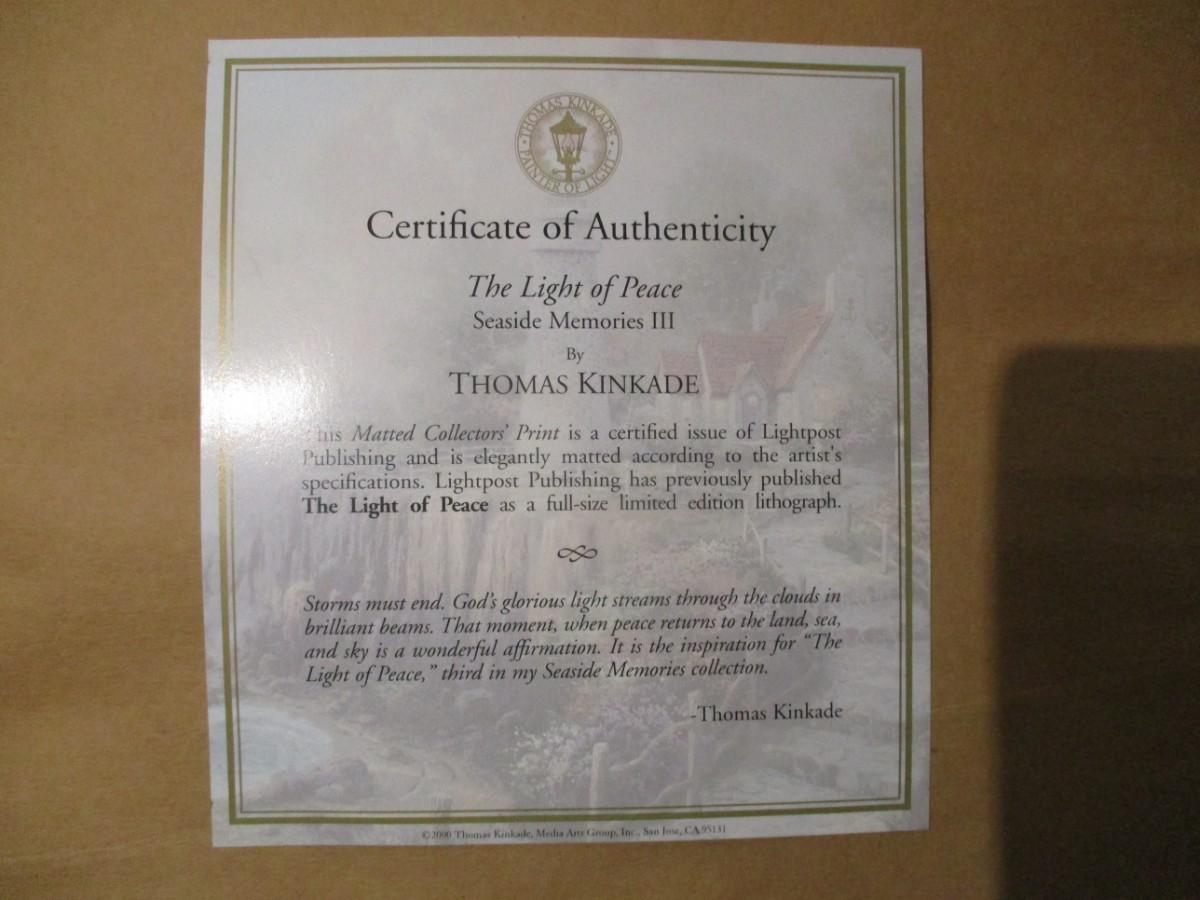 THOMAS KINKADE
PAINTER OF LIGHT™
Certificate of Authenticity
The Light of Peace
Seaside Memories III
By
THOMAS KINKADE
This Matted Collectors' Print is a certified issue of Lightpost
Publishing and is elegantly matted according to the artist's
specifications. Lightpost Publishing has previously published
The Light of Peace as a full-size limited edition lithograph.
Storms must end. God's glorious light streams through the clouds in
brilliant beams. That moment, when peace returns to the land, sea,
and sky is a wonderful affirmation. It is the inspiration for “The
Light of Peace,” third in my Seaside Memories collection.
-Thomas Kinkade
©2000 Thomas Kinkade, Media Arts Group, Inc., San Jose, CA 95131